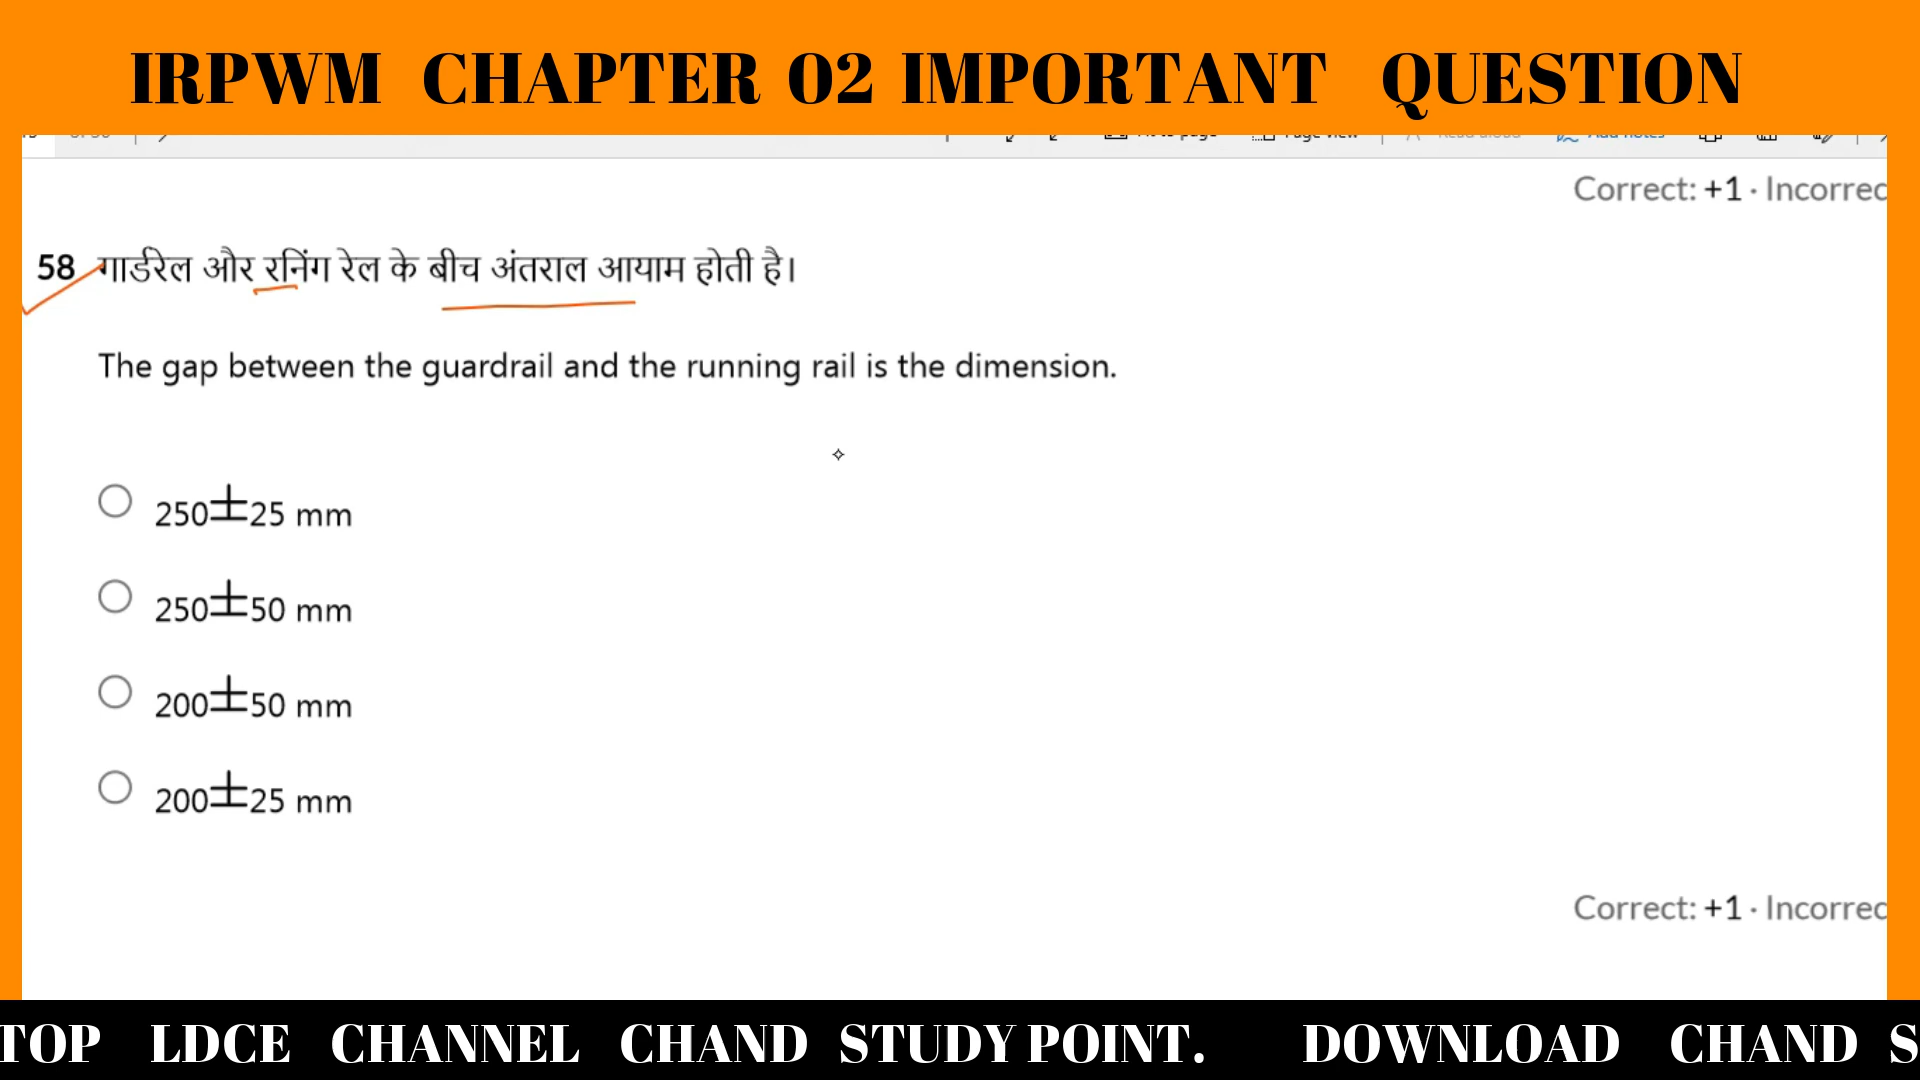 IRPWM CHAPTER 02 IMPORTANT QUESTION
Correct: +1 · Incorrec
58 गार्डरेल और रनिंग रेल के बीच अंतराल आयाम होती है।
The gap between the guardrail and the running rail is the dimension.
250±25 mm
250±50 mm
200±50 mm
200±25 mm
Correct: +1 · Incorrec
TOP LDCE CHANNEL CHAND STUDY POINT. DOWNLOAD CHAND S